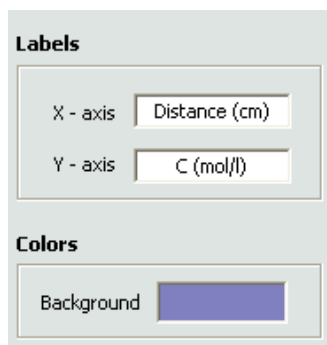 Labels
X - axis Distance (cm)
Y - axis C (mol/l)
Colors
Background